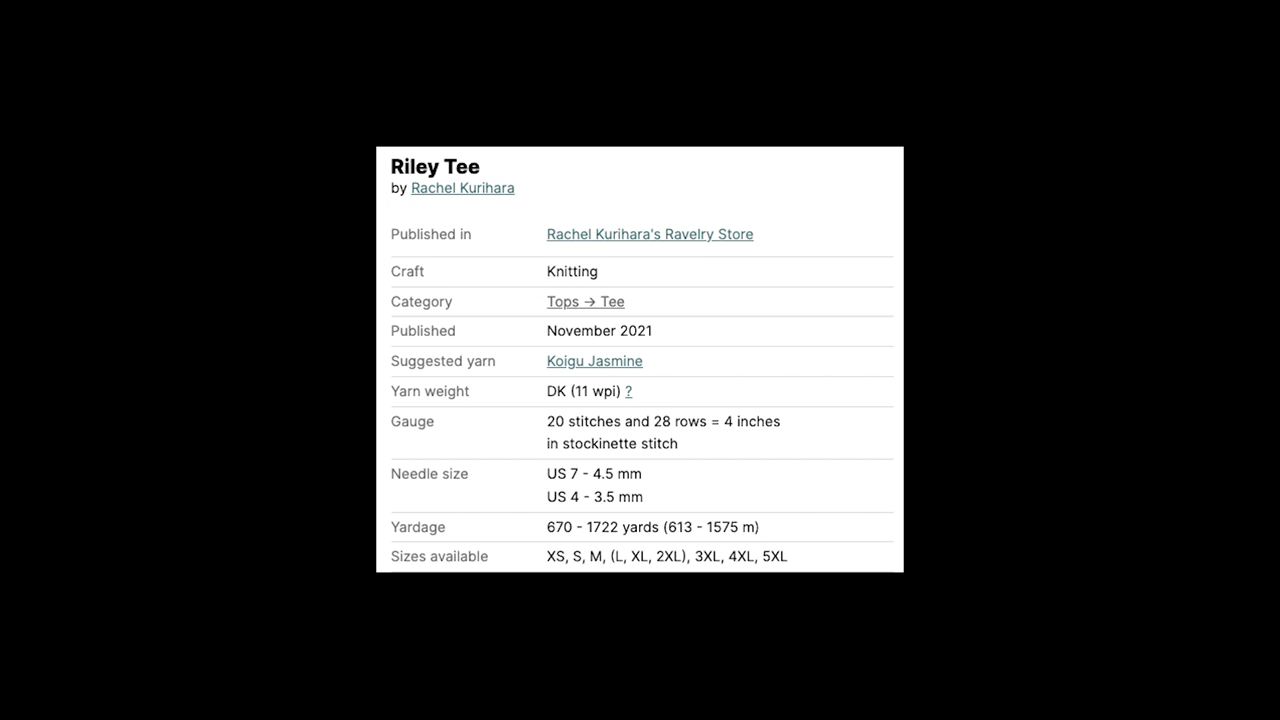 Riley Tee
by Rachel Kurihara
Published in Rachel Kurihara's Ravelry Store
Craft Knitting
Category Tops → Tee
Published November 2021
Suggested yarn Koigu Jasmine
Yarn weight DK (11 wpi) ?
Gauge 20 stitches and 28 rows = 4 inches
in stockinette stitch
Needle size US 7 - 4.5 mm
US 4 - 3.5 mm
Yardage 670 - 1722 yards (613 - 1575 m)
Sizes available XS, S, M, (L, XL, 2XL), 3XL, 4XL, 5XL